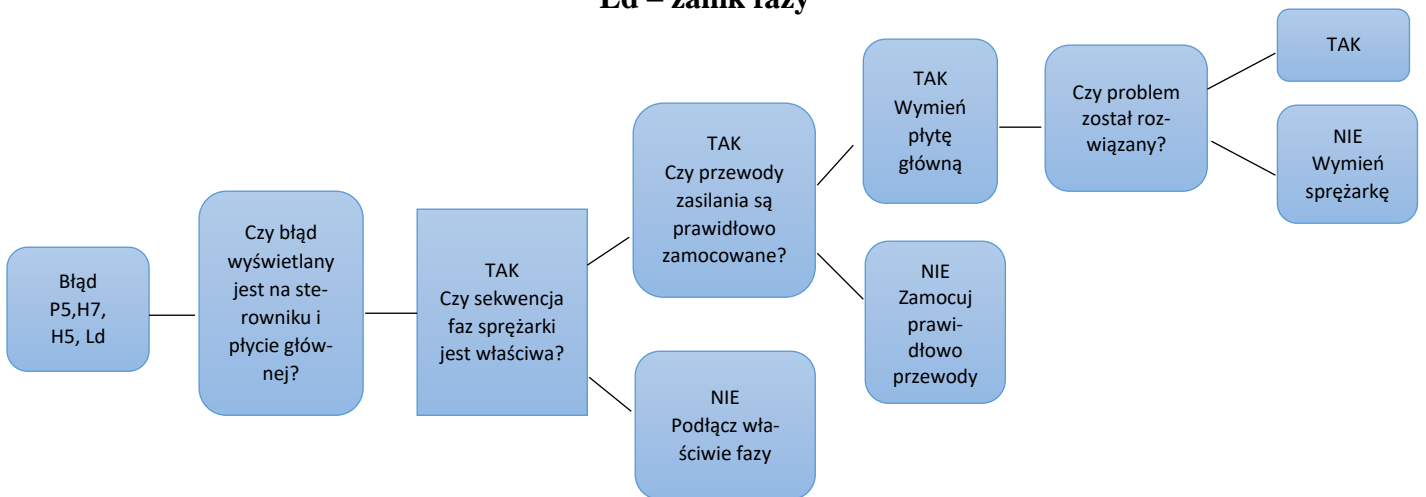 Ld – zanik fazy
Błąd
P5,H7,
H5, Ld
Czy błąd
wyświetlany
jest na ste-
rowniku i
płycie głów-
nej?
TAK
Czy sekwencja
faz sprężarki
jest właściwa?
TAK
Czy przewody
zasilania są
prawidłowo
zamocowane?
NIE
Podłącz wła-
ściwie fazy
TAK
Wymień
płytę
główną
NIE
Zamocuj
prawi-
dłowo
przewody
Czy problem
został roz-
wiązany?
TAK
NIE
Wymień
sprężarkę